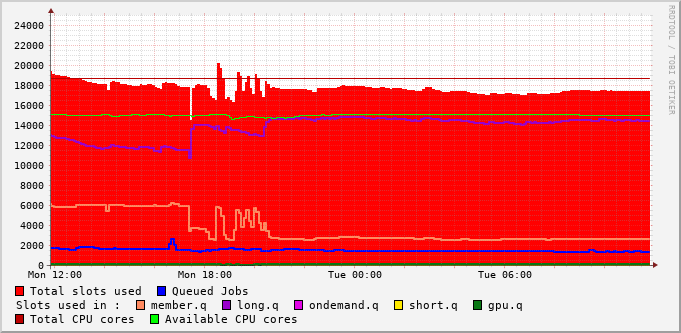 24000
22000
20000
18000
16000
14000
12000
10000
8000
6000
4000
2000
0
Mon 12:00 Mon 18:00 Tue 00:00 Tue 06:00
RRDTOOL / TOBI OETIKER
Total slots used Queued Jobs
Slots used in : member.q long.q ondemand.q short.q gpu.q
Total CPU cores Available CPU cores